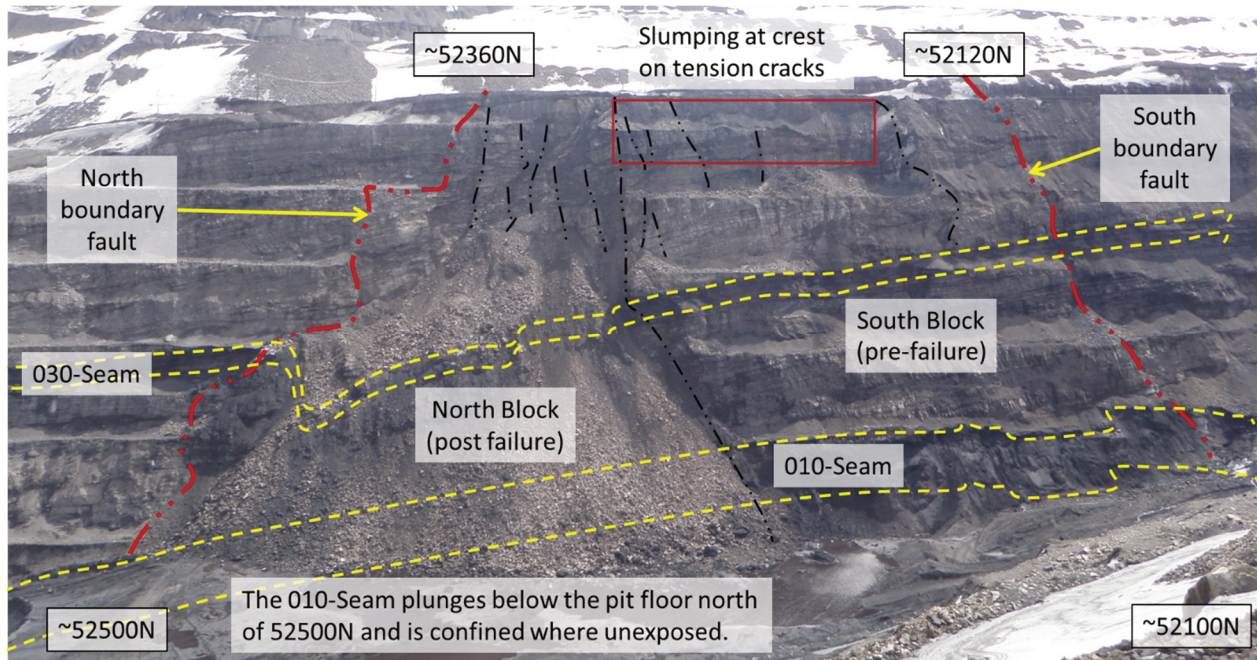 ~52360N
Slumping at crest
on tension cracks
~52120N
North
boundary
fault
South
boundary
fault
030-Seam
North Block
(post failure)
South Block
(pre-failure)
010-Seam
~52500N
The 010-Seam plunges below the pit floor north
of 52500N and is confined where unexposed.
~52100N